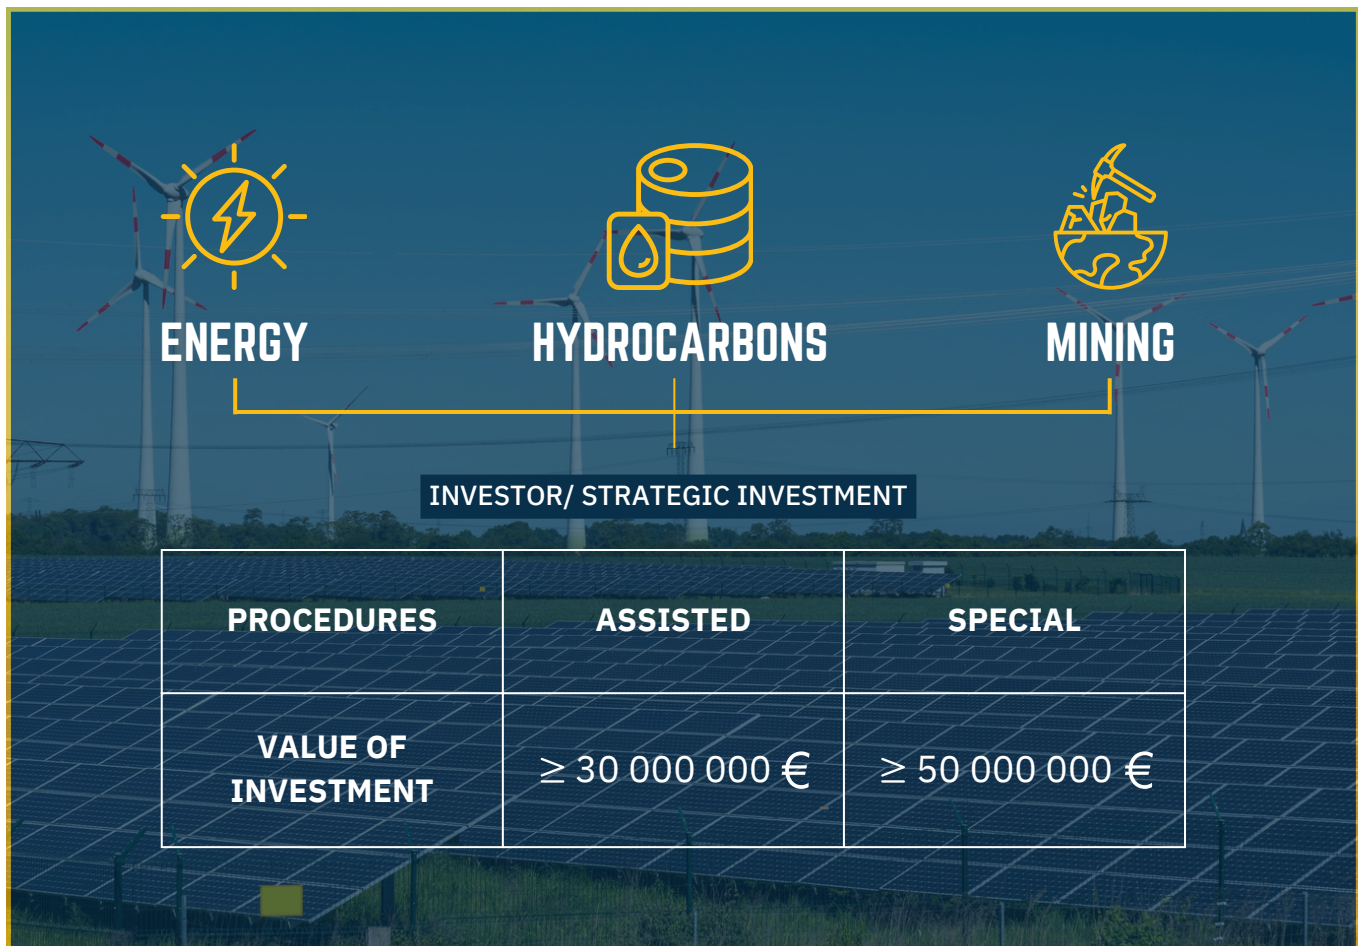 ENERGY
HYDROCARBONS
MINING
INVESTOR/ STRATEGIC INVESTMENT
PROCEDURES
ASSISTED
SPECIAL
VALUE OF
INVESTMENT
≥ 30 000 000 €
≥ 50 000 000 €